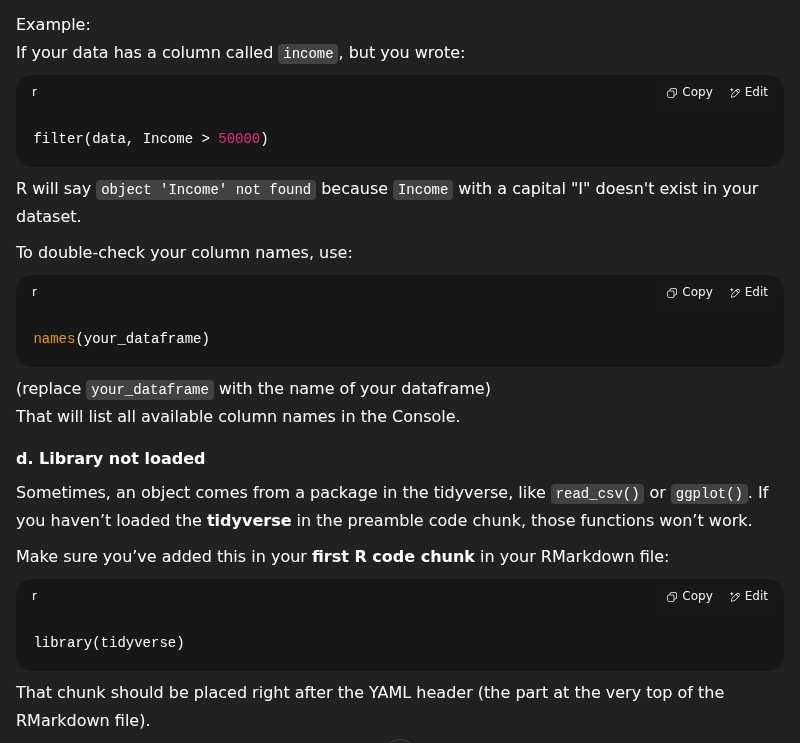 Example:
If your data has a column called income, but you wrote:
r
Copy Edit
filter(data, Income > 50000)
R will say object 'Income' not found because Income with a capital "I" doesn't exist in your
dataset.
To double-check your column names, use:
r
Copy Edit
names(your_dataframe)
(replace your_dataframe with the name of your dataframe)
That will list all available column names in the Console.
d. Library not loaded
Sometimes, an object comes from a package in the tidyverse, like read_csv() or ggplot(). If
you haven’t loaded the tidyverse in the preamble code chunk, those functions won’t work.
Make sure you’ve added this in your first R code chunk in your RMarkdown file:
r
Copy Edit
library(tidyverse)
That chunk should be placed right after the YAML header (the part at the very top of the
RMarkdown file).